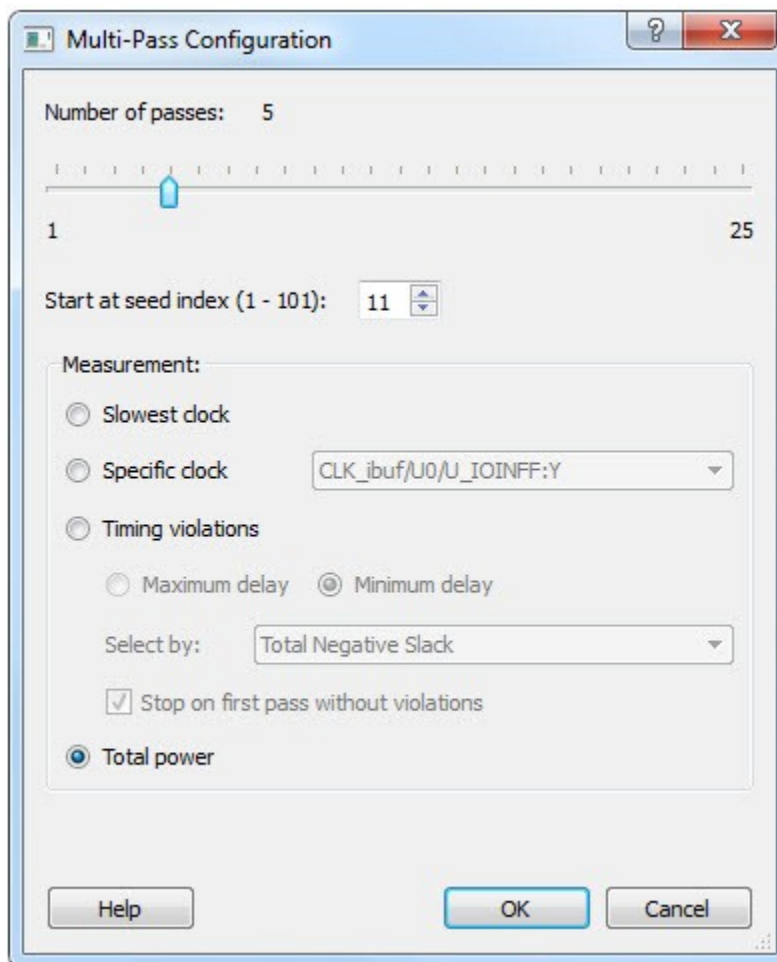 Multi-Pass Configuration
Number of passes: 5
1 25
Start at seed index (1 - 101): 11
Measurement:
Slowest clock
Specific clock CLK_ibuf/U0/U_IOINFF:Y
Timing violations
Maximum delay Minimum delay
Select by: Total Negative Slack
Stop on first pass without violations
Total power
Help OK Cancel